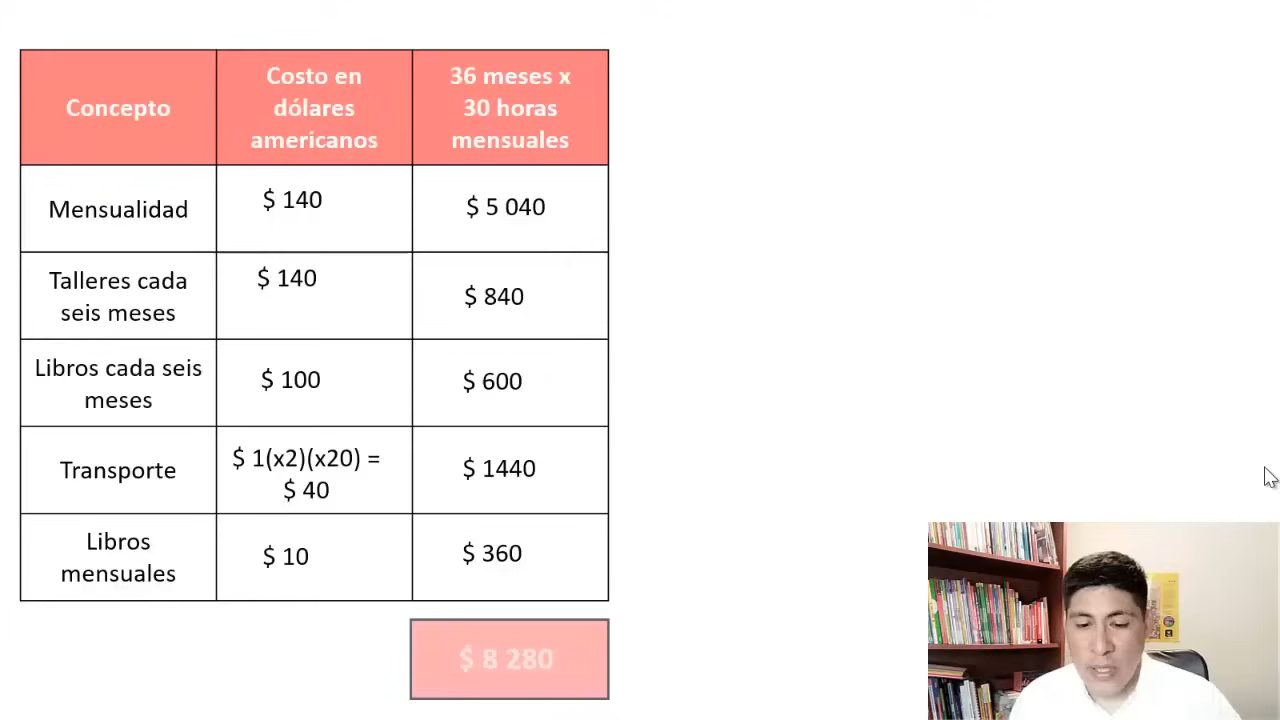 Concepto
Costo en
dólares
americanos
36 meses x
30 horas
mensuales
Mensualidad
$ 140
$ 5 040
Talleres cada
seis meses
$ 140
$ 840
Libros cada seis
meses
$ 100
$ 600
Transporte
$ 1(x2)(x20) =
$ 40
$ 1440
Libros
mensuales
$ 10
$ 360
$ 8 280